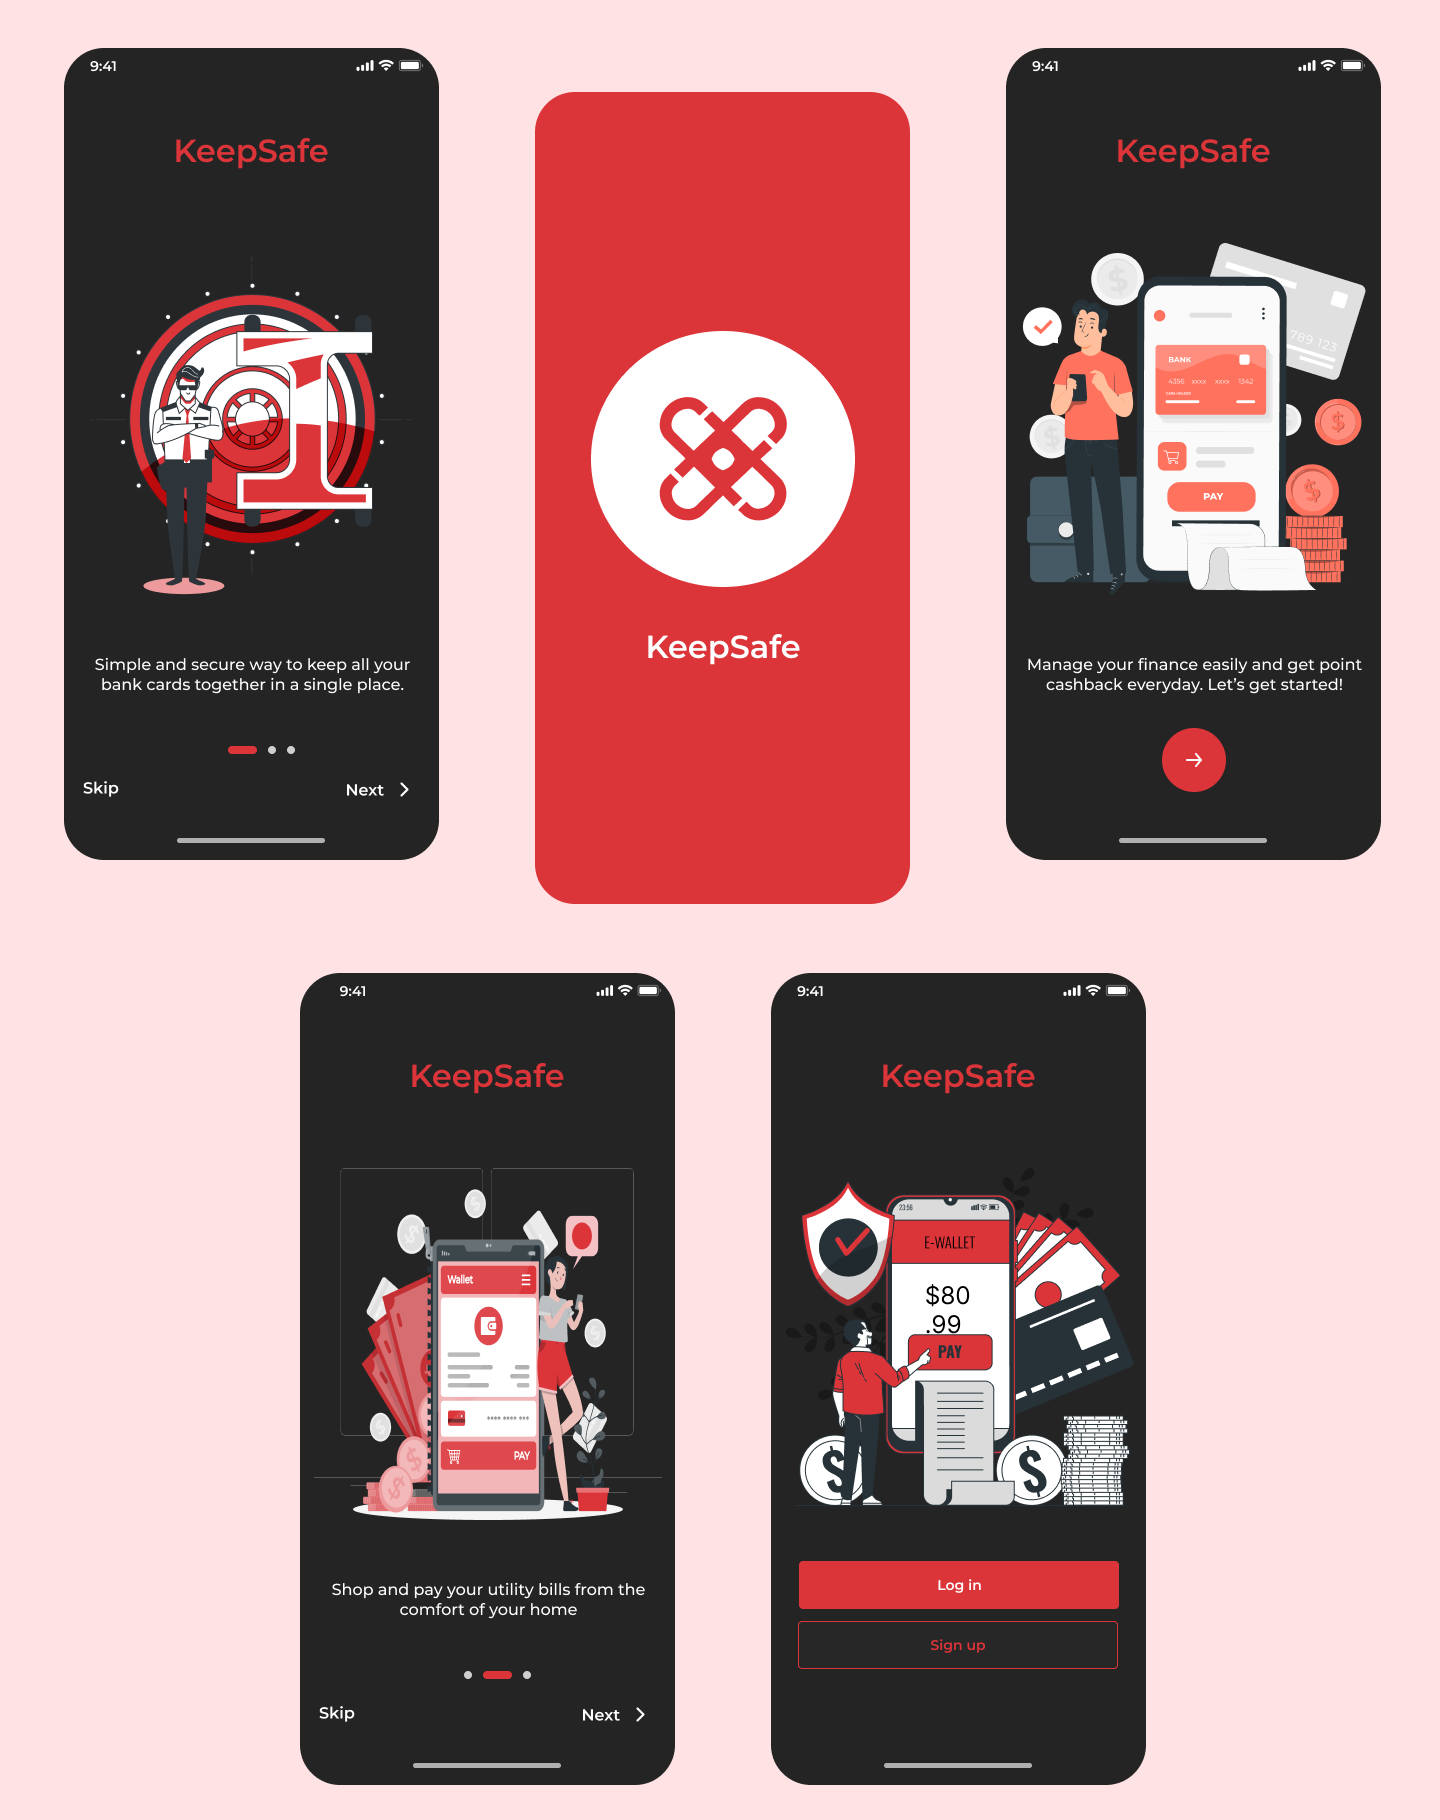 9:41
KeepSafe
Simple and secure way to keep all your
bank cards together in a single place.
Skip
Next
KeepSafe
9:41
KeepSafe
789 123
BANK
4356 xxxx xxxx 1342
PAY
Manage your finance easily and get point
cashback everyday. Let’s get started!
9:41
KeepSafe
Wallet
**** **** ***
PAY
Shop and pay your utility bills from the
comfort of your home
Skip
Next
9:41
KeepSafe
23:56
E-WALLET
$80
.99
PAY
$
$
Log in
Sign up